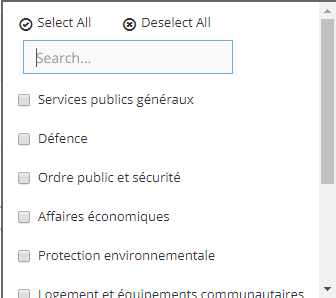 Select All Deselect All
Search...
Services publics généraux
Défence
Ordre public et sécurité
Affaires économiques
Protection environnementale
Logement et équipements communautaires